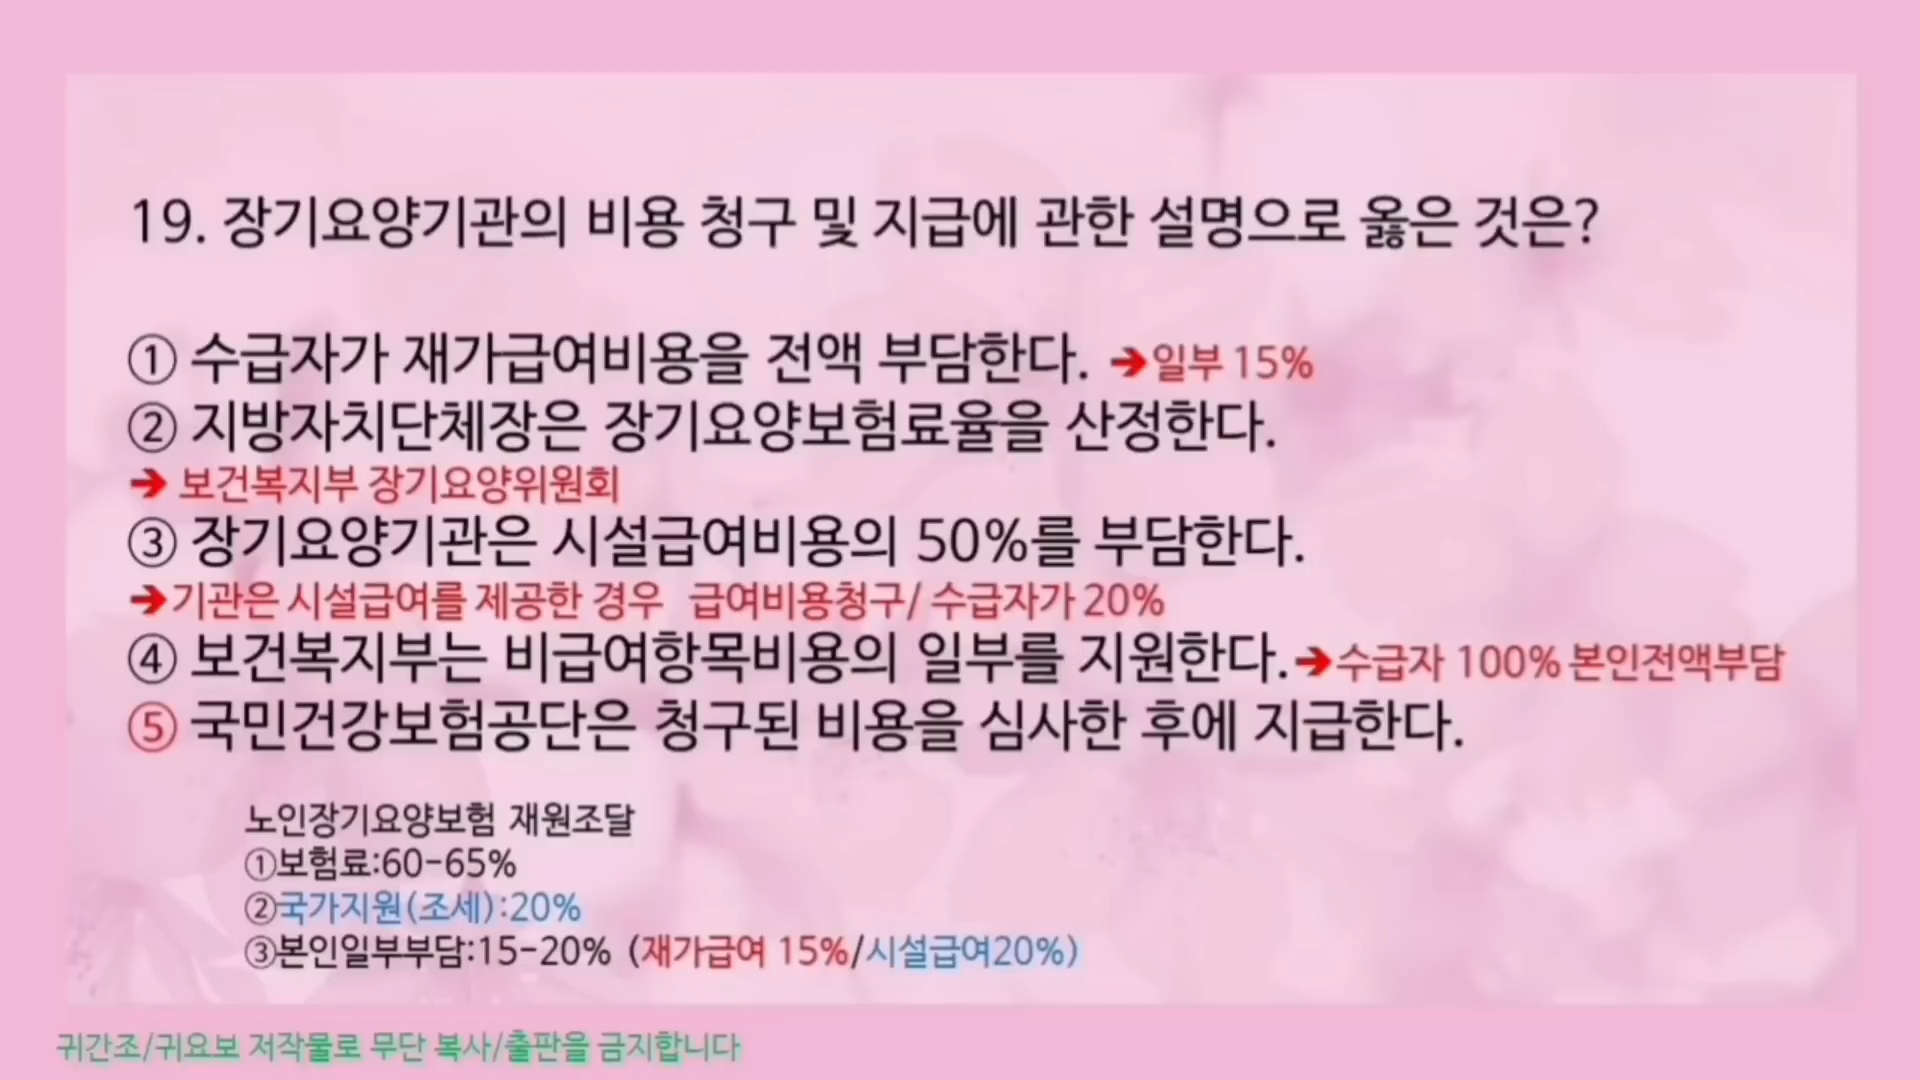 19. 장기요양기관의 비용 청구 및 지급에 관한 설명으로 옳은 것은?
① 수급자가 재가급여비용을 전액 부담한다. ➔일부 15%
② 지방자치단체장은 장기요양보험료율을 산정한다.
➔ 보건복지부 장기요양위원회
③ 장기요양기관은 시설급여비용의 50%를 부담한다.
➔기관은 시설급여를 제공한 경우 급여비용청구/ 수급자가 20%
④ 보건복지부는 비급여항목비용의 일부를 지원한다.➔수급자 100% 본인전액부담
⑤ 국민건강보험공단은 청구된 비용을 심사한 후에 지급한다.
노인장기요양보험 재원조달
①보험료:60-65%
②국가지원(조세):20%
③본인일부부담:15-20% (재가급여 15%/시설급여20%)
귀간조/귀요보 저작물로 무단 복사/출판을 금지합니다